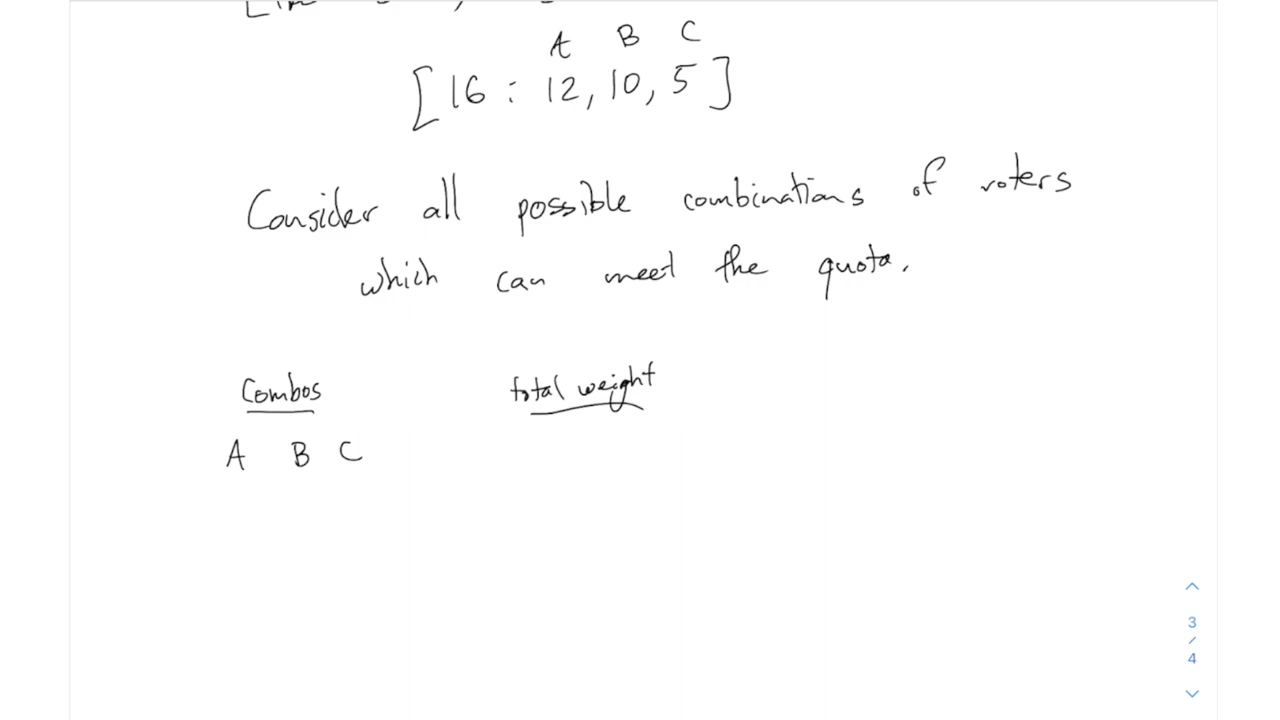 A B C
[16 : 12, 10, 5]
Consider all possible combinations of voters
which can meet the quota.
Combos total weight
A B C
3
/
4